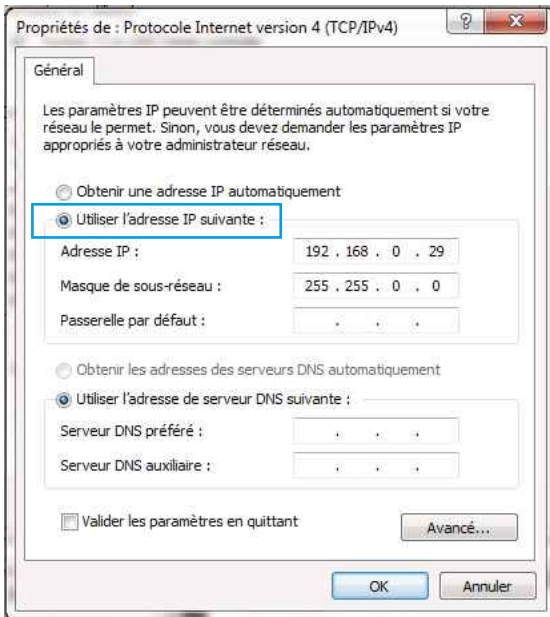 Propriétés de : Protocole Internet version 4 (TCP/IPv4)
Général
Les paramètres IP peuvent être déterminés automatiquement si votre
réseau le permet. Sinon, vous devez demander les paramètres IP
appropriés à votre administrateur réseau.
Obtenir une adresse IP automatiquement
Utiliser l'adresse IP suivante :
Adresse IP : 192 . 168 . 0 . 29
Masque de sous-réseau : 255 . 255 . 0 . 0
Passerelle par défaut : . . .
Obtenir les adresses des serveurs DNS automatiquement
Utiliser l'adresse de serveur DNS suivante :
Serveur DNS préféré : . . .
Serveur DNS auxiliaire : . . .
Valider les paramètres en quittant
Avancé...
OK Annuler